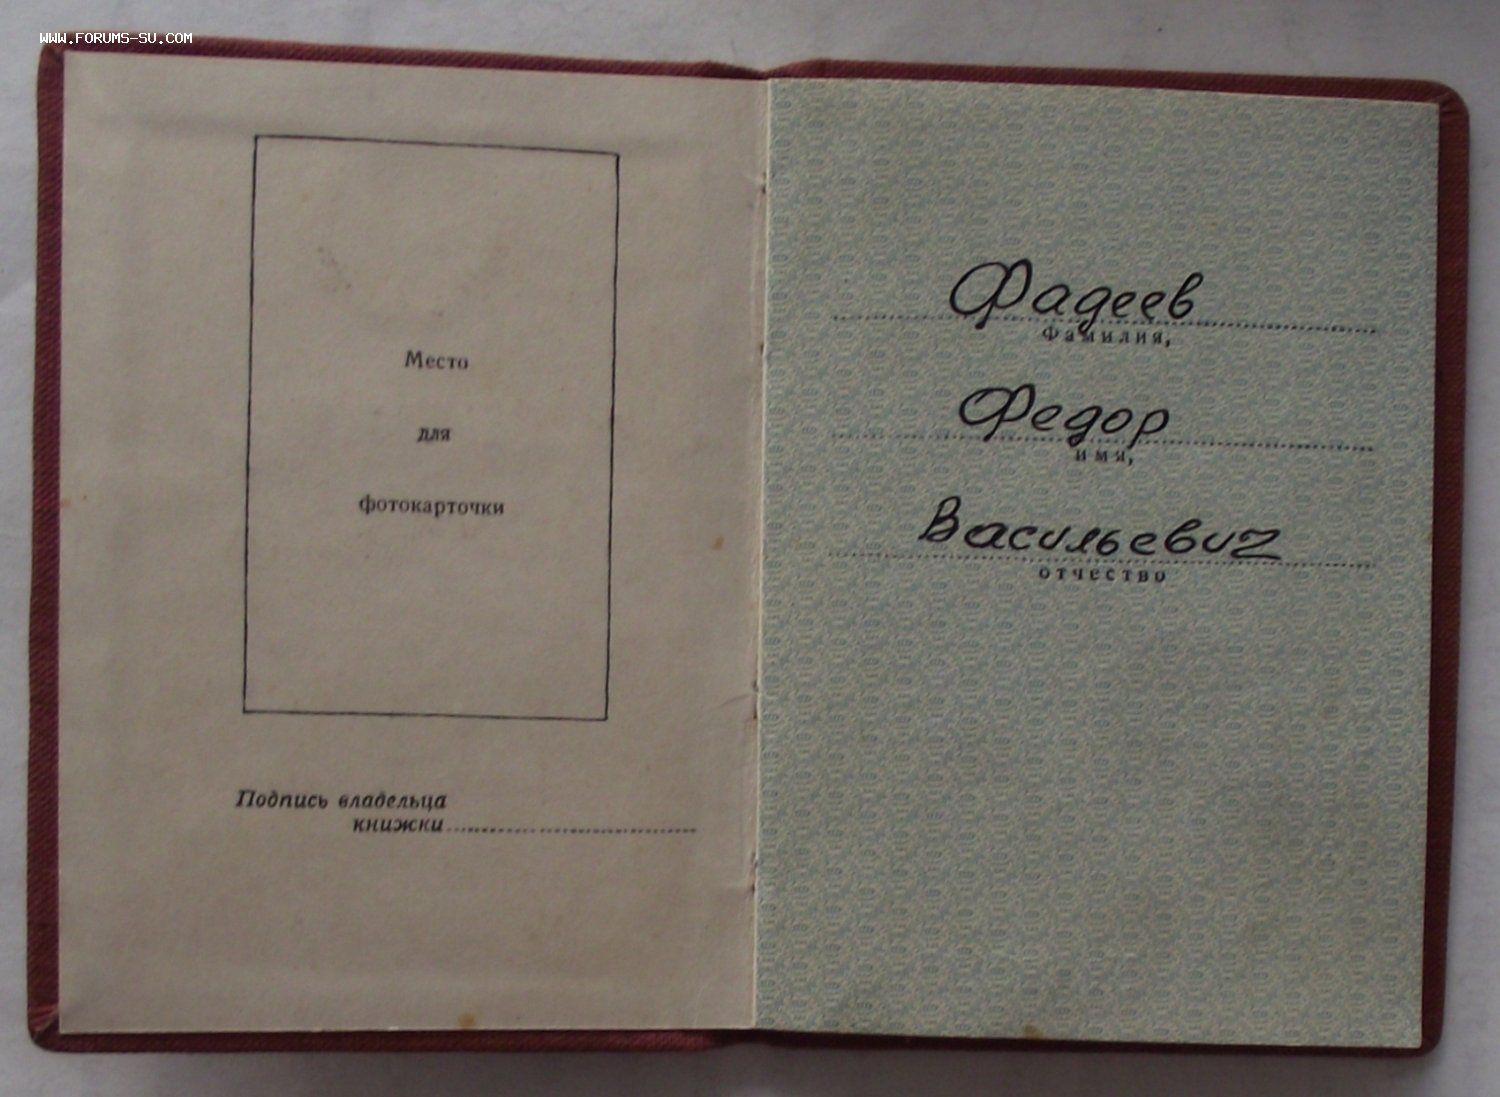 WWW.FORUMS-SU.COM
Место
для
фотокарточки
Подпись владельца
книжки
Фадеев
Фамилия,
Федор
имя,
Васильевич
отчество